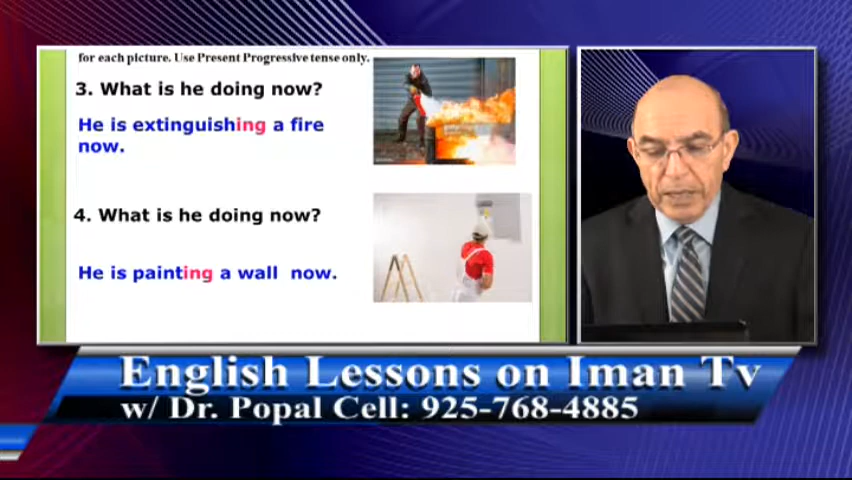 for each picture. Use Present Progressive tense only.
3. What is he doing now?
He is extinguishing a fire
now.
4. What is he doing now?
He is painting a wall now.
English Lessons on Iman Tv
w/ Dr. Popal Cell: 925-768-4885